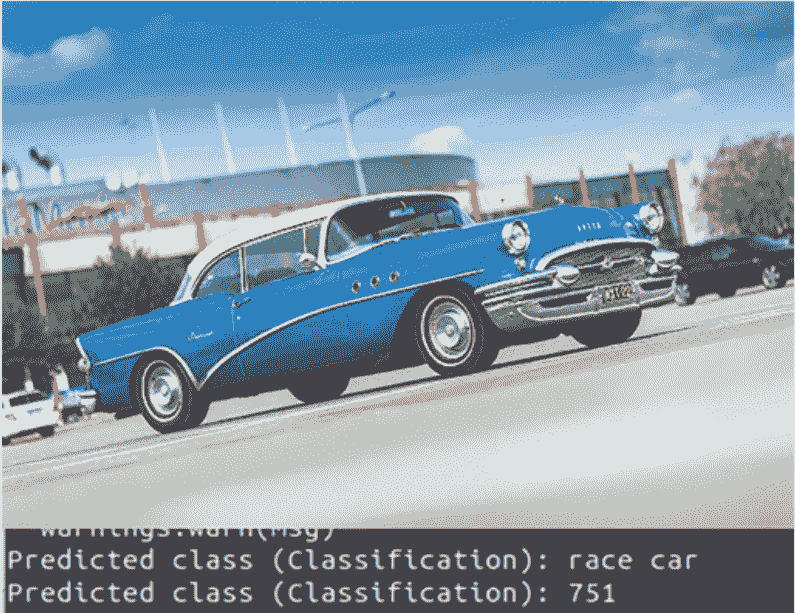 warnings.warn(msg)
Predicted class (Classification): race car
Predicted class (Classification): 751